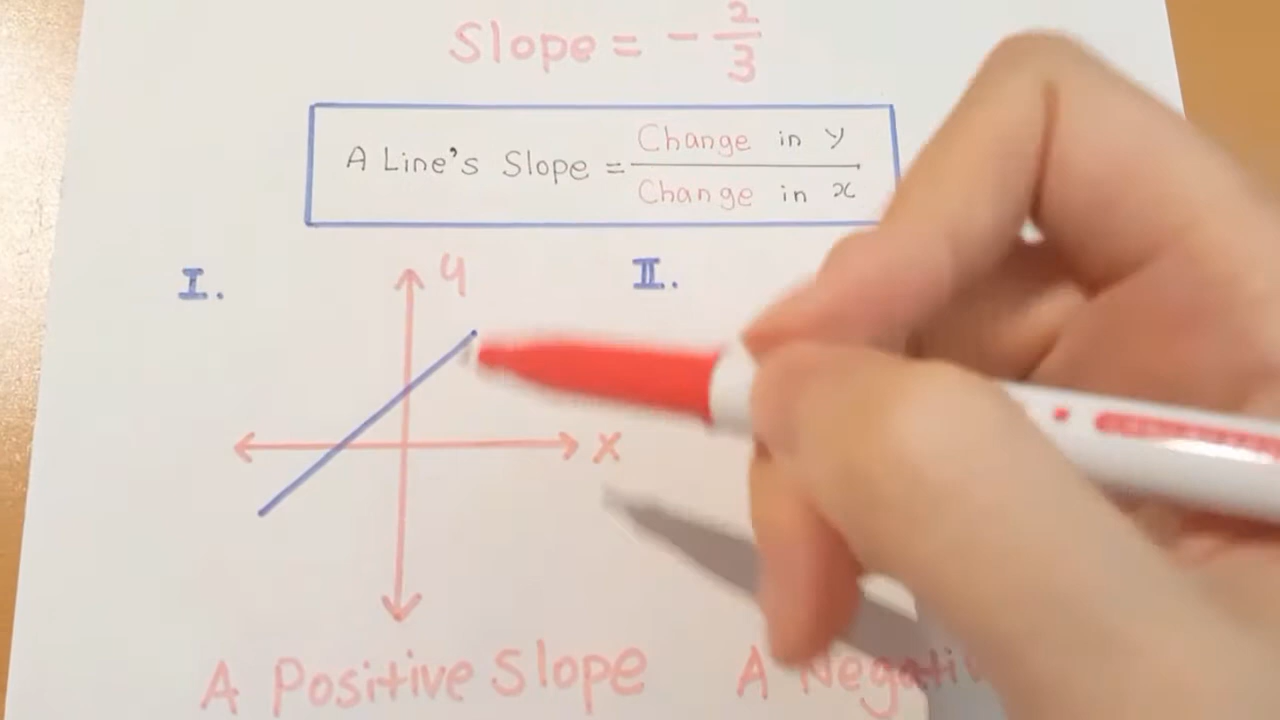 Slope = - 2/3
A Line's Slope = Change in y
Change in x
I.
y
II.
x
A Positive Slope
A